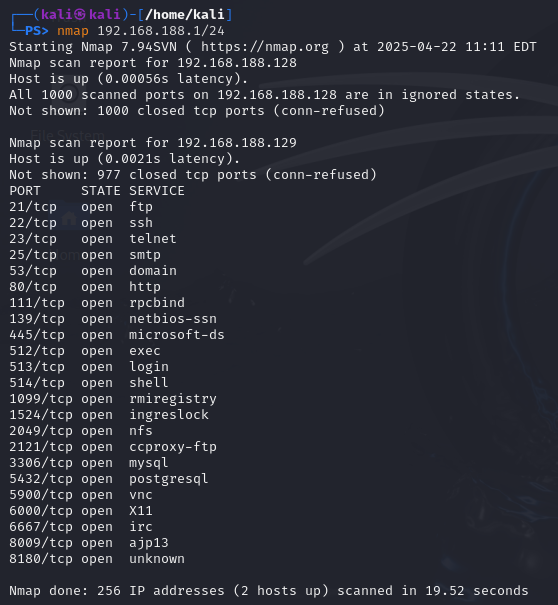 ┌──(kali㉿kali)-[/home/kali]
└─PS> nmap 192.168.188.1/24
Starting Nmap 7.94SVN ( https://nmap.org ) at 2025-04-22 11:11 EDT
Nmap scan report for 192.168.188.128
Host is up (0.00056s latency).
All 1000 scanned ports on 192.168.188.128 are in ignored states.
Not shown: 1000 closed tcp ports (conn-refused)
File System

Nmap scan report for 192.168.188.129
Host is up (0.0021s latency).
Not shown: 977 closed tcp ports (conn-refused)
PORT     STATE SERVICE
21/tcp   open  ftp
22/tcp   open  ssh
23/tcp   open  telnet
25/tcp   open  smtp
53/tcp   open  domain
80/tcp   open  http
111/tcp  open  rpcbind
139/tcp  open  netbios-ssn
445/tcp  open  microsoft-ds
512/tcp  open  exec
513/tcp  open  login
514/tcp  open  shell
1099/tcp open  rmiregistry
1524/tcp open  ingreslock
2049/tcp open  nfs
2121/tcp open  ccproxy-ftp
3306/tcp open  mysql
5432/tcp open  postgresql
5900/tcp open  vnc
6000/tcp open  X11
6667/tcp open  irc
8009/tcp open  ajp13
8180/tcp open  unknown

Nmap done: 256 IP addresses (2 hosts up) scanned in 19.52 seconds